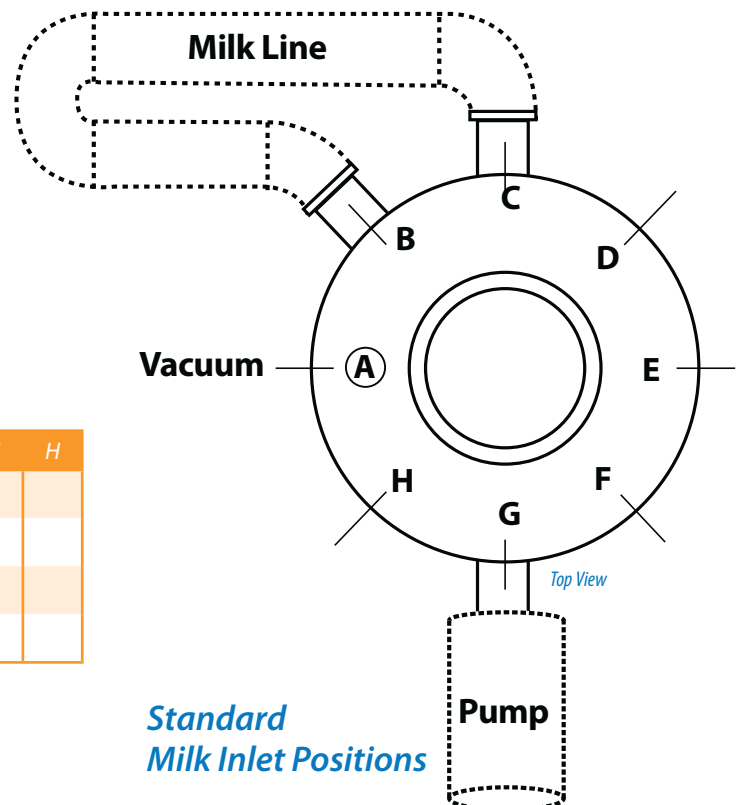 Milk Line
C
B
D
Vacuum
A
E
H
H
F
G
Top View
Pump
Standard
Milk Inlet Positions